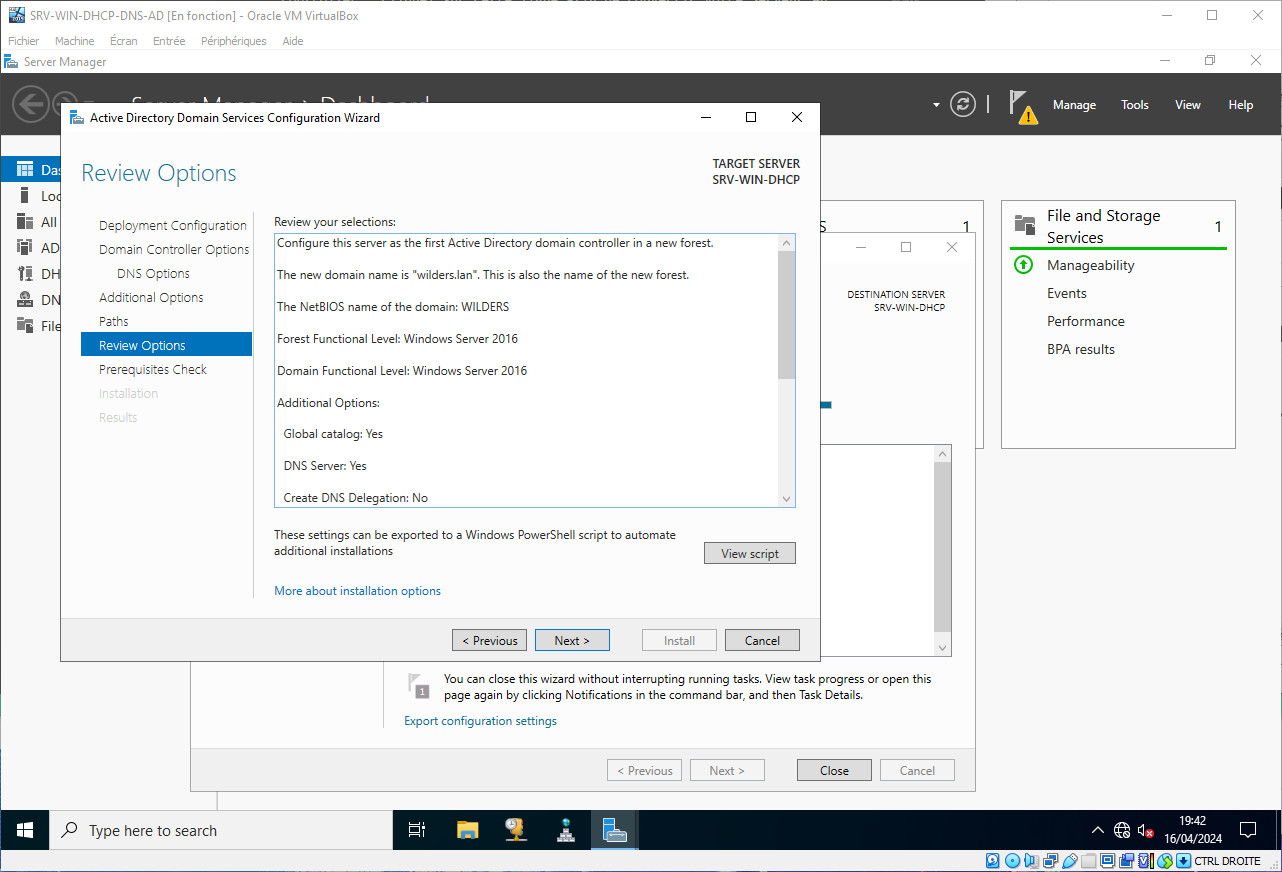 SRV-WIN-DHCP-DNS-AD [En fonction] - Oracle VM VirtualBox
Fichier Machine Écran Entrée Périphériques Aide
Server Manager
Manage Tools View Help
Active Directory Domain Services Configuration Wizard
Review Options
TARGET SERVER
SRV-WIN-DHCP
Das
Loc
All
AD
DH
DN
File
Deployment Configuration
Domain Controller Options
DNS Options
Additional Options
Paths
Review Options
Prerequisites Check
Installation
Results
Review your selections:
Configure this server as the first Active Directory domain controller in a new forest.
The new domain name is "wilders.lan". This is also the name of the new forest.
The NetBIOS name of the domain: WILDERS
Forest Functional Level: Windows Server 2016
Domain Functional Level: Windows Server 2016
Additional Options:
Global catalog: Yes
DNS Server: Yes
Create DNS Delegation: No
These settings can be exported to a Windows PowerShell script to automate
additional installations
View script
More about installation options
< Previous Next > Install Cancel
1
DESTINATION SERVER
SRV-WIN-DHCP
File and Storage
Services
1
Manageability
Events
Performance
BPA results
1
You can close this wizard without interrupting running tasks. View task progress or open this
page again by clicking Notifications in the command bar, and then Task Details.
Export configuration settings
< Previous Next > Close Cancel
Type here to search
19:42
16/04/2024
CTRL DROITE